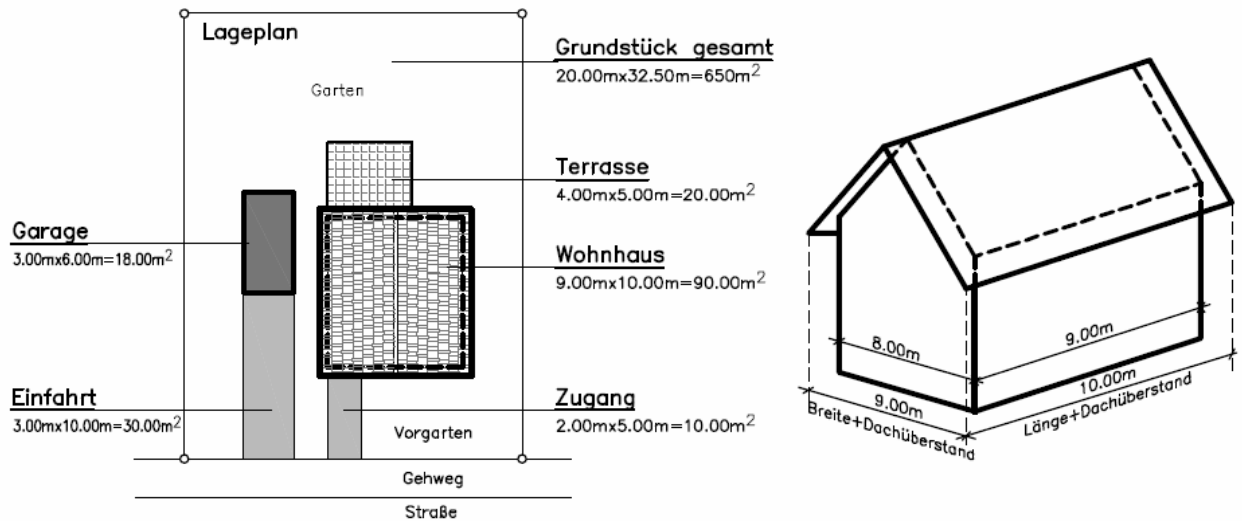 Lageplan
Garten
Grundstück gesamt
20.00mx32.50m=650m²
Terrasse
4.00mx5.00m=20.00m²
Garage
3.00mx6.00m=18.00m²
Wohnhaus
9.00mx10.00m=90.00m²
Einfahrt
3.00mx10.00m=30.00m²
Zugang
2.00mx5.00m=10.00m²
Vorgarten
Gehweg
Straße
8.00m
9.00m
9.00m
Breite+Dachüberstand
10.00m
Länge+Dachüberstand